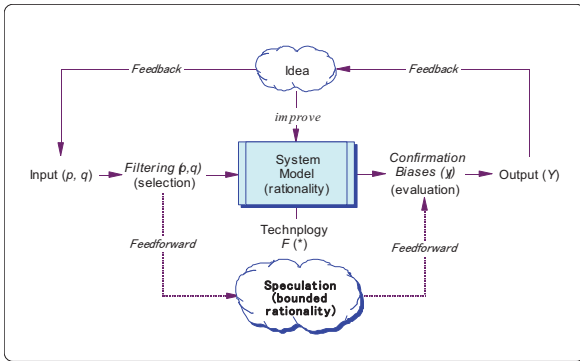 Feedback
Idea
Feedback
improve
Input (p, q)
Filtering (p,q)
(selection)
System
Model
(rationality)
Confirmation
Biases (y)
(evaluation)
Output (Y)
Technplogy
F (*)
Feedforward
Feedforward
Speculation
(bounded
rationality)